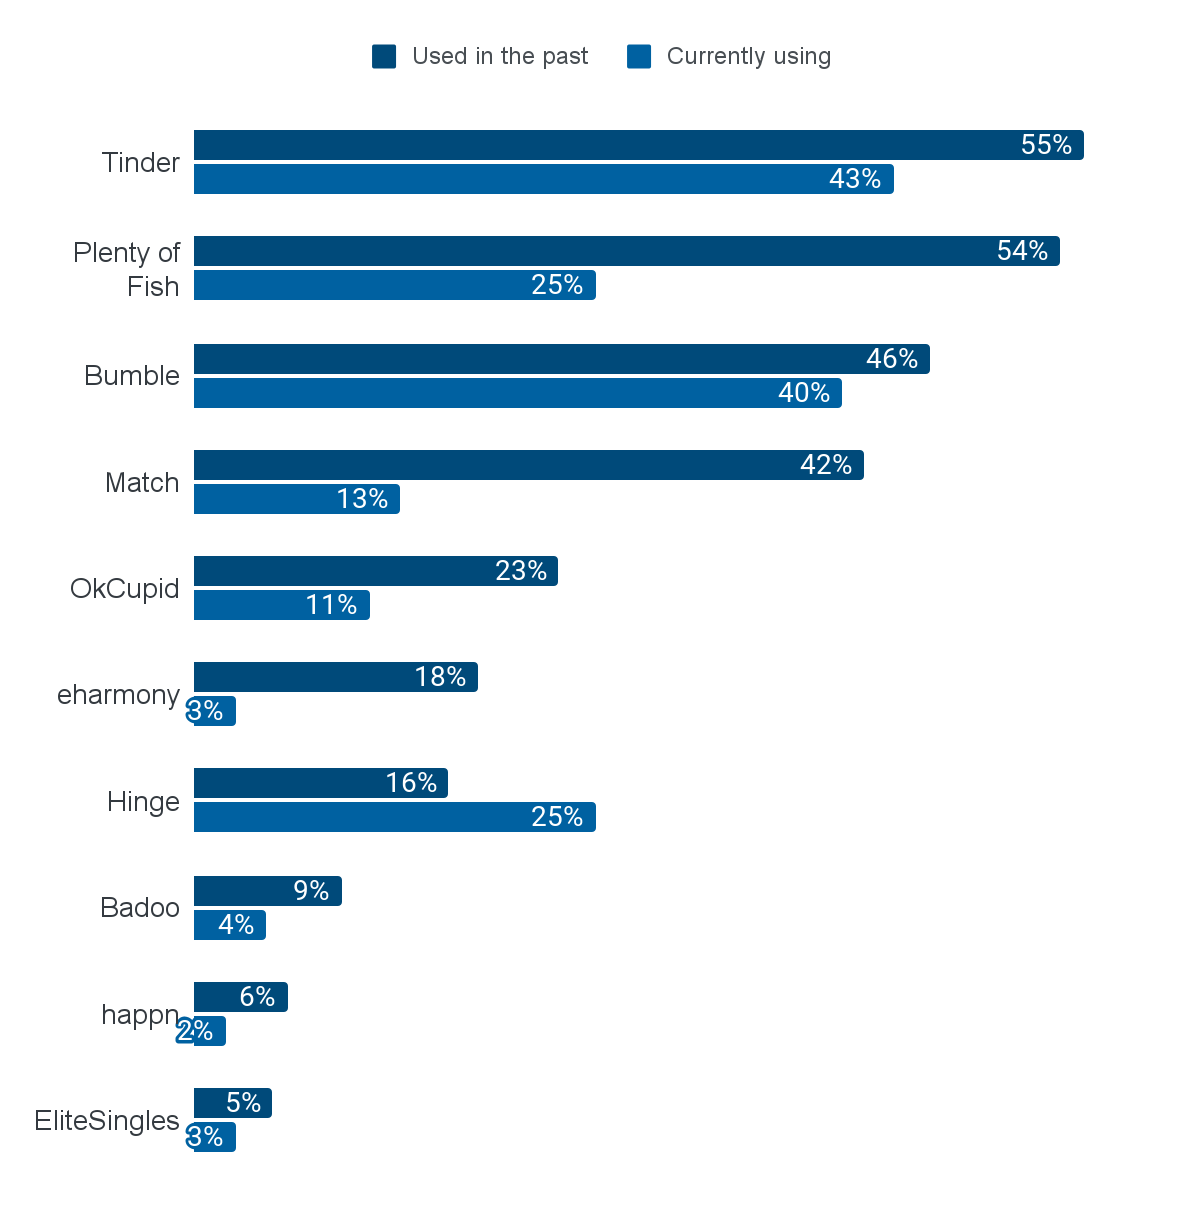 Used in the past
Currently using
Tinder
55%
43%
Plenty of
Fish
54%
25%
Bumble
46%
40%
Match
42%
13%
OkCupid
23%
11%
eharmony
18%
3%
Hinge
16%
25%
Badoo
9%
4%
happn
6%
2%
EliteSingles
5%
3%